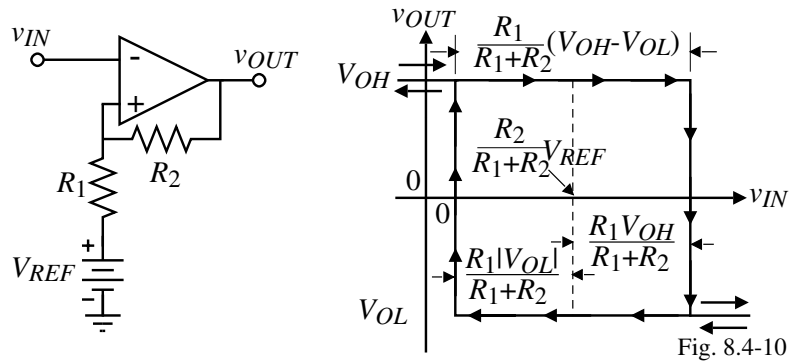 v_IN
v_OUT
-
+
R_2
R_1
+
V_REF
-
v_OUT
R_1
R_1+R_2
(V_OH-V_OL)
V_OH
R_2
R_1+R_2
V_REF
0
0
v_IN
R_1V_OH
R_1+R_2
R_1|V_OL|
R_1+R_2
V_OL
Fig. 8.4-10